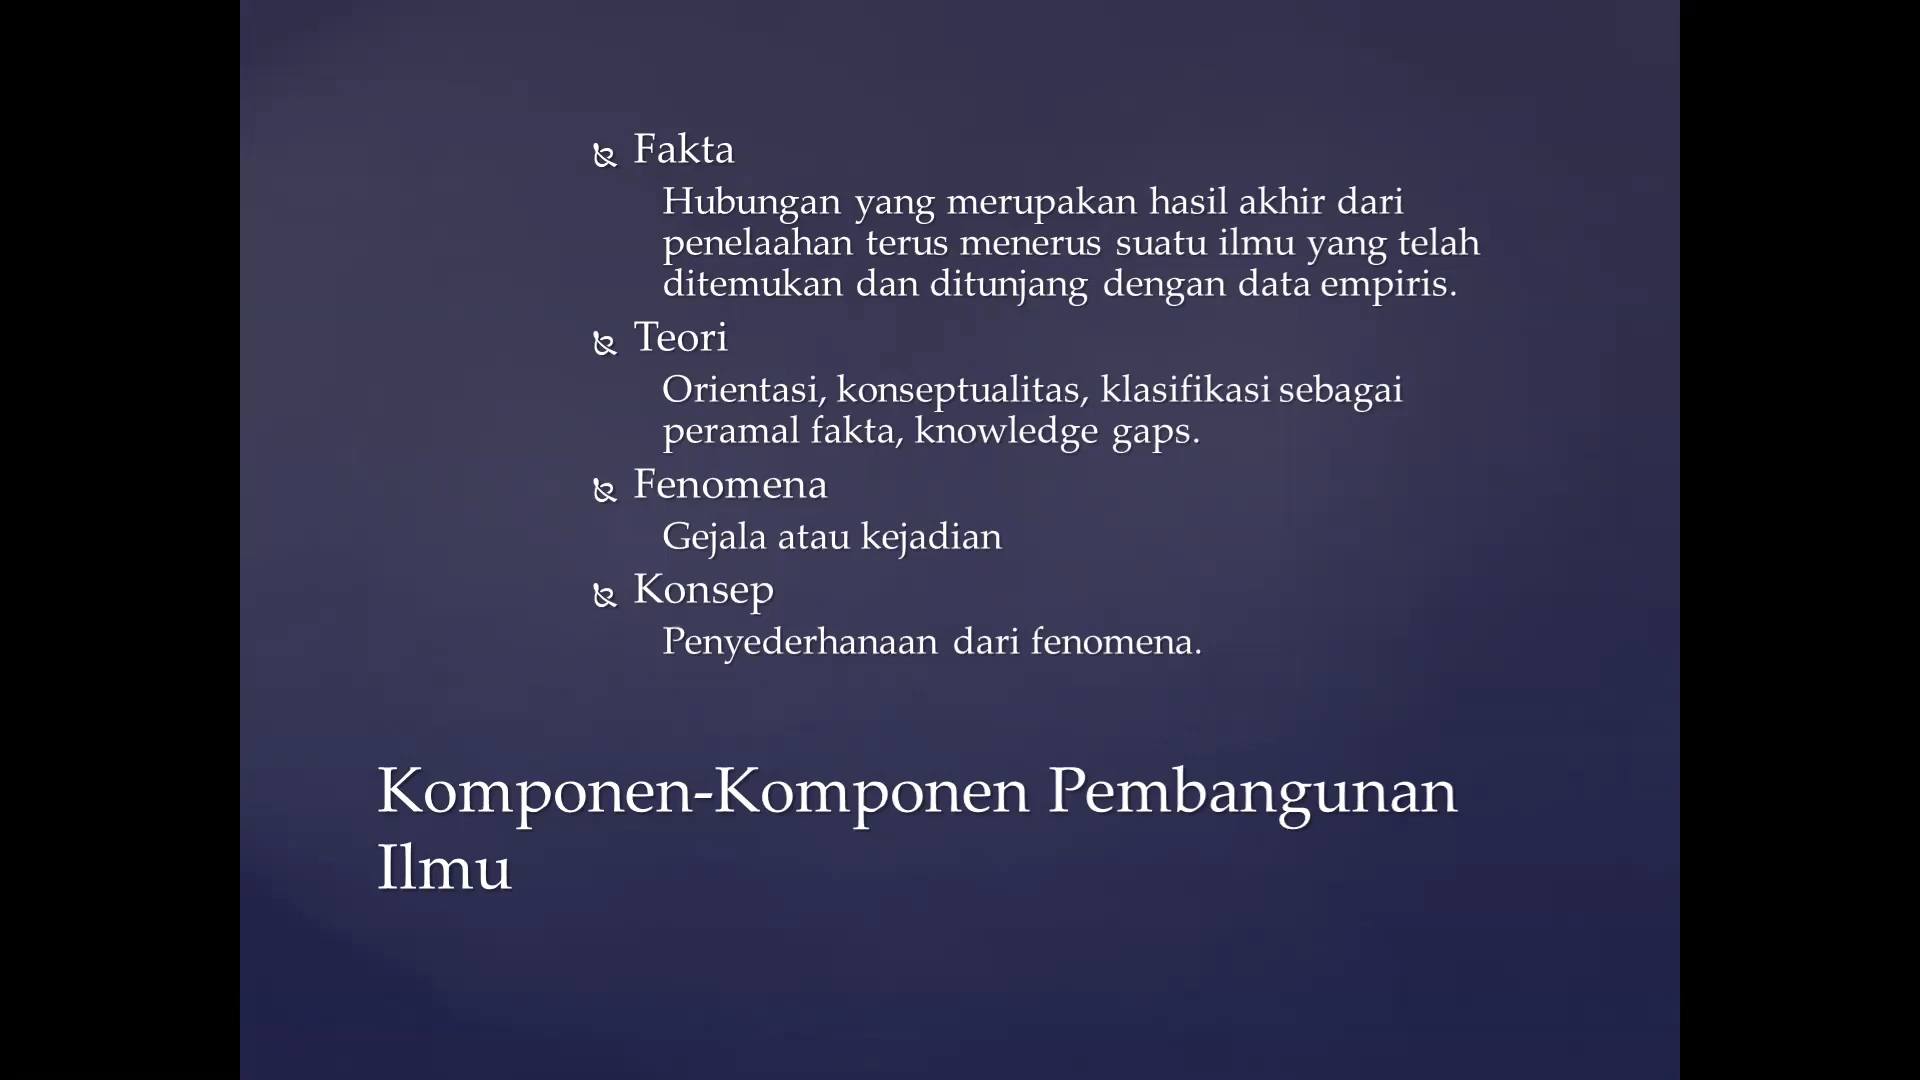 Fakta
Hubungan yang merupakan hasil akhir dari
penelaahan terus menerus suatu ilmu yang telah
ditemukan dan ditunjang dengan data empiris.
Teori
Orientasi, konseptualitas, klasifikasi sebagai
peramal fakta, knowledge gaps.
Fenomena
Gejala atau kejadian
Konsep
Penyederhanaan dari fenomena.
Komponen-Komponen Pembangunan
Ilmu